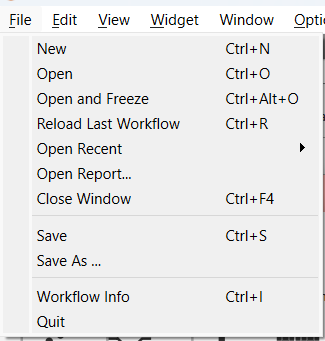 File Edit View Widget Window Optio
New Ctrl+N
Open Ctrl+O
Open and Freeze Ctrl+Alt+O
Reload Last Workflow Ctrl+R
Open Recent
Open Report...
Close Window Ctrl+F4
Save Ctrl+S
Save As ...
Workflow Info Ctrl+I
Quit